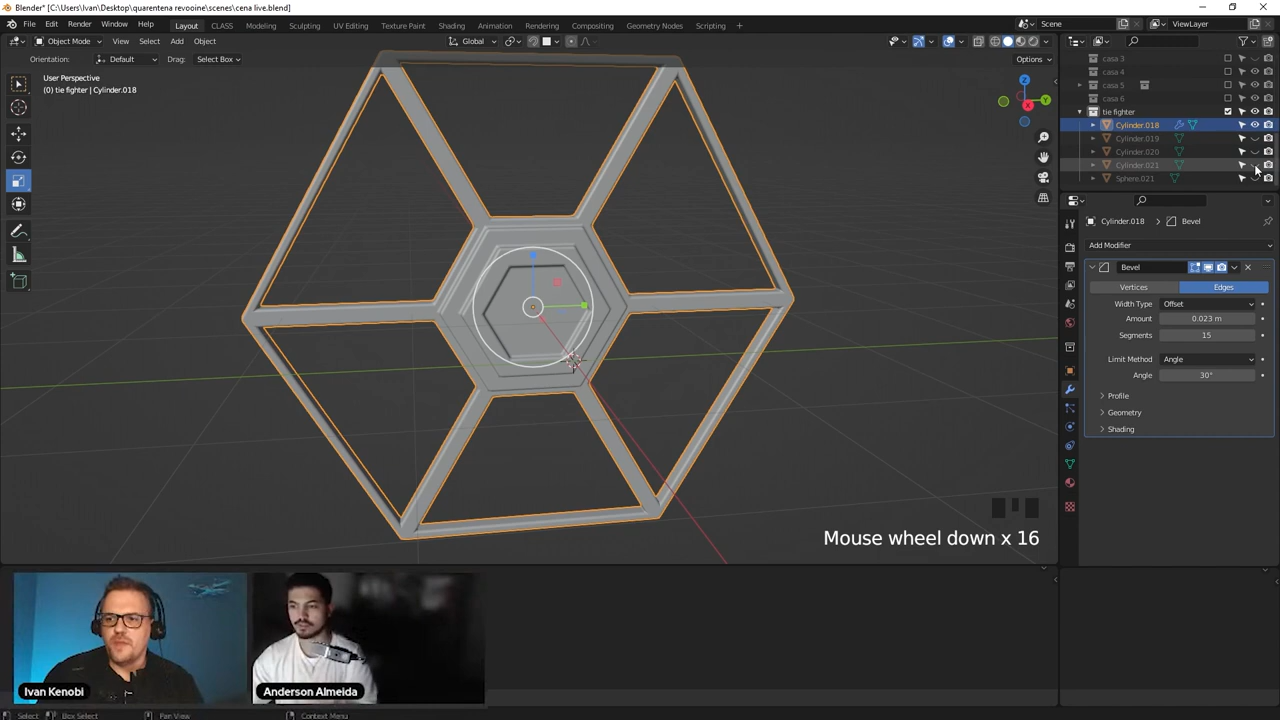 Blender* [C:\Users\Ivan\Desktop\quarentena revooine\scenes\cena live.blend]
File Edit Render Window Help Layout CLASS Modeling Sculpting UV Editing Texture Paint Shading Animation Rendering Compositing Geometry Nodes Scripting + Scene ViewLayer
Object Mode View Select Add Object Global
Orientation: Default Drag: Select Box Options
User Perspective
(0) tie fighter | Cylinder.018
Z
Y
X
casa 3
casa 4
casa 5
casa 6
tie fighter
Cylinder.018
Cylinder.019
Cylinder.020
Cylinder.021
Sphere.021
Cylinder.018 > Bevel
Add Modifier
Bevel
Vertices Edges
Width Type Offset
Amount 0.023 m
Segments 15
Limit Method Angle
Angle 30°
Profile
Geometry
Shading
Mouse wheel down x 16
Ivan Kenobi
Anderson Almeida
Select Box Select Pan View Context Menu